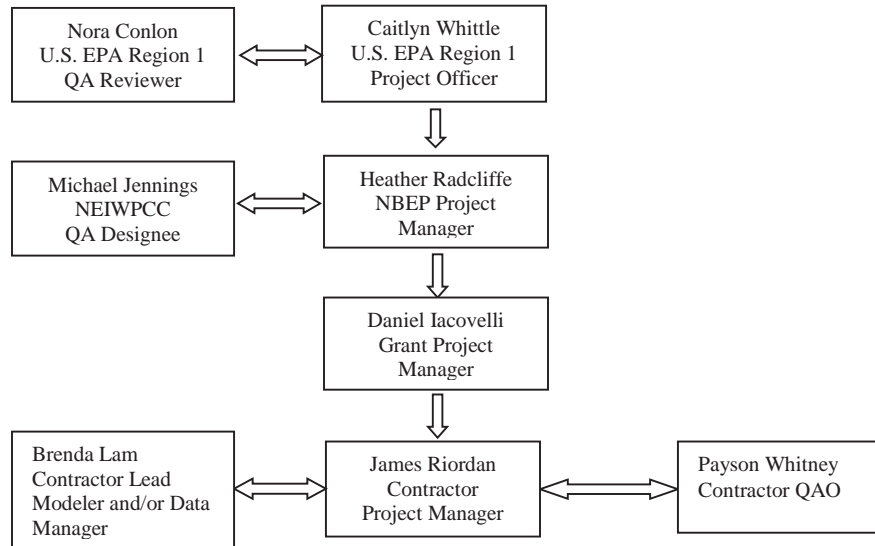 Nora Conlon
U.S. EPA Region 1
QA Reviewer
Caitlyn Whittle
U.S. EPA Region 1
Project Officer
Michael Jennings
NEIWPCC
QA Designee
Heather Radcliffe
NBEP Project
Manager
Daniel Iacovelli
Grant Project
Manager
Brenda Lam
Contractor Lead
Modeler and/or Data
Manager
James Riordan
Contractor
Project Manager
Payson Whitney
Contractor QAO